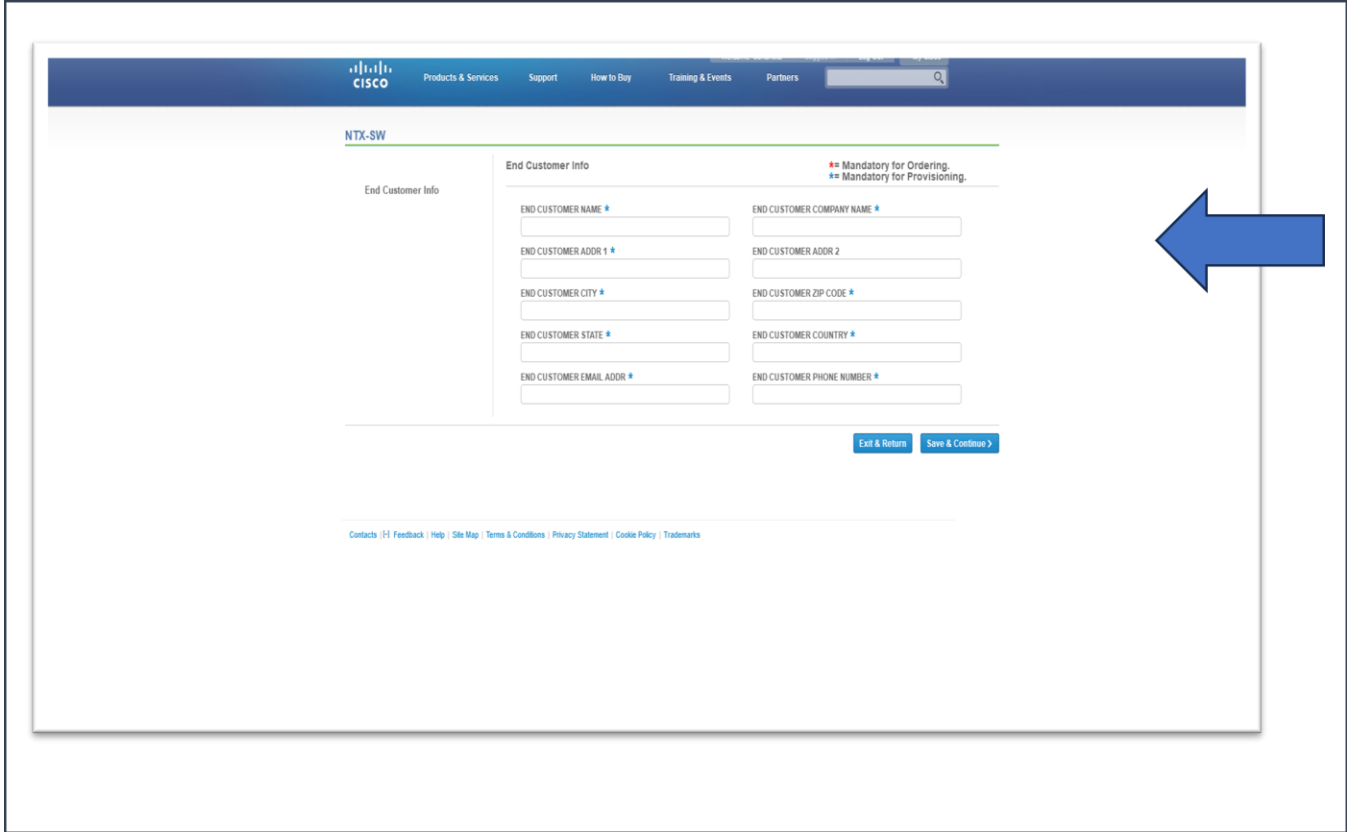 CISCO
Products & Services Support How to Buy Training & Events Partners
NTX-SW
End Customer Info
End Customer Info
*= Mandatory for Ordering.
*= Mandatory for Provisioning.
END CUSTOMER NAME * END CUSTOMER COMPANY NAME *
END CUSTOMER ADDR 1 * END CUSTOMER ADDR 2
END CUSTOMER CITY * END CUSTOMER ZIP CODE *
END CUSTOMER STATE * END CUSTOMER COUNTRY *
END CUSTOMER EMAIL ADDR * END CUSTOMER PHONE NUMBER *
Exit & Return Save & Continue >
Contacts | [+] Feedback | Help | Site Map | Terms & Conditions | Privacy Statement | Cookie Policy | Trademarks